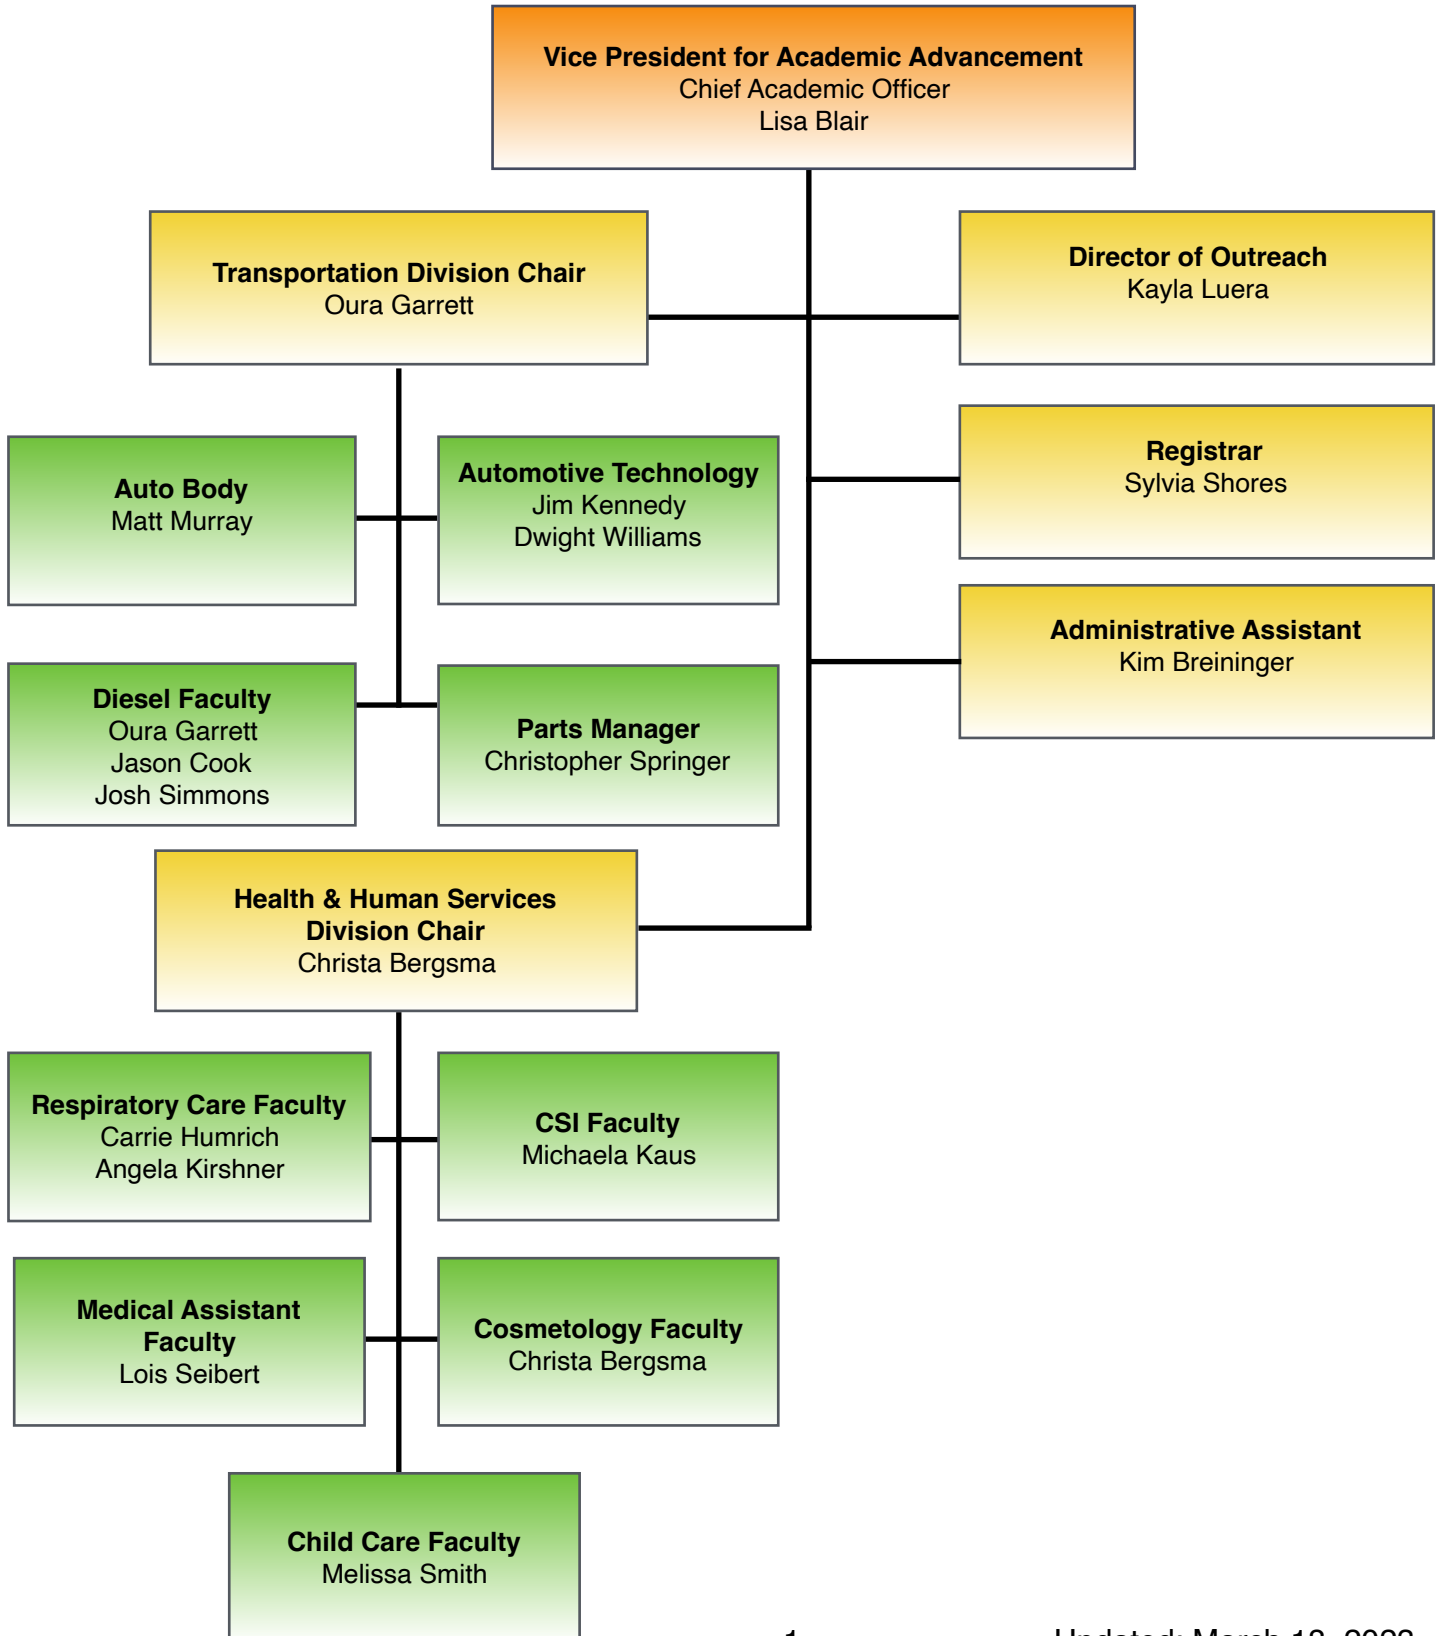 Vice President for Academic Advancement
Chief Academic Officer
Lisa Blair
Transportation Division Chair
Oura Garrett
Director of Outreach
Kayla Luera
Auto Body
Matt Murray
Automotive Technology
Jim Kennedy
Dwight Williams
Registrar
Sylvia Shores
Administrative Assistant
Kim Breininger
Diesel Faculty
Oura Garrett
Jason Cook
Josh Simmons
Parts Manager
Christopher Springer
Health & Human Services
Division Chair
Christa Bergsma
Respiratory Care Faculty
Carrie Humrich
Angela Kirshner
CSI Faculty
Michaela Kaus
Medical Assistant
Faculty
Lois Seibert
Cosmetology Faculty
Christa Bergsma
Child Care Faculty
Melissa Smith
1
Updated: March